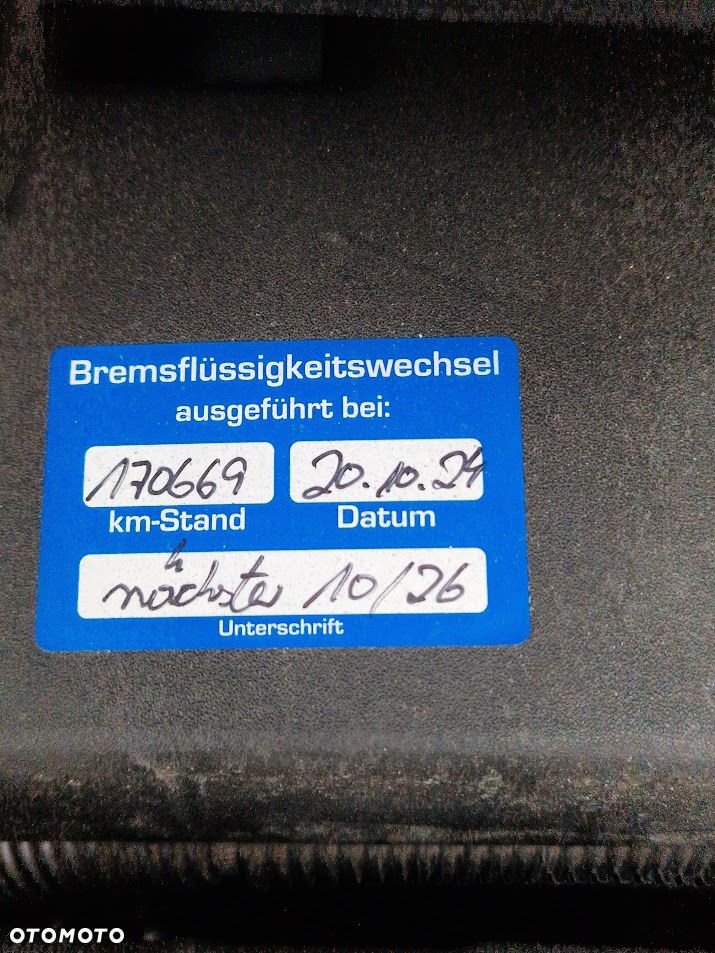 Bremsflüssigkeitswechsel
ausgeführt bei:
170669 20.10.24
km-Stand Datum
nächster 10/26
Unterschrift
OTOMOTO